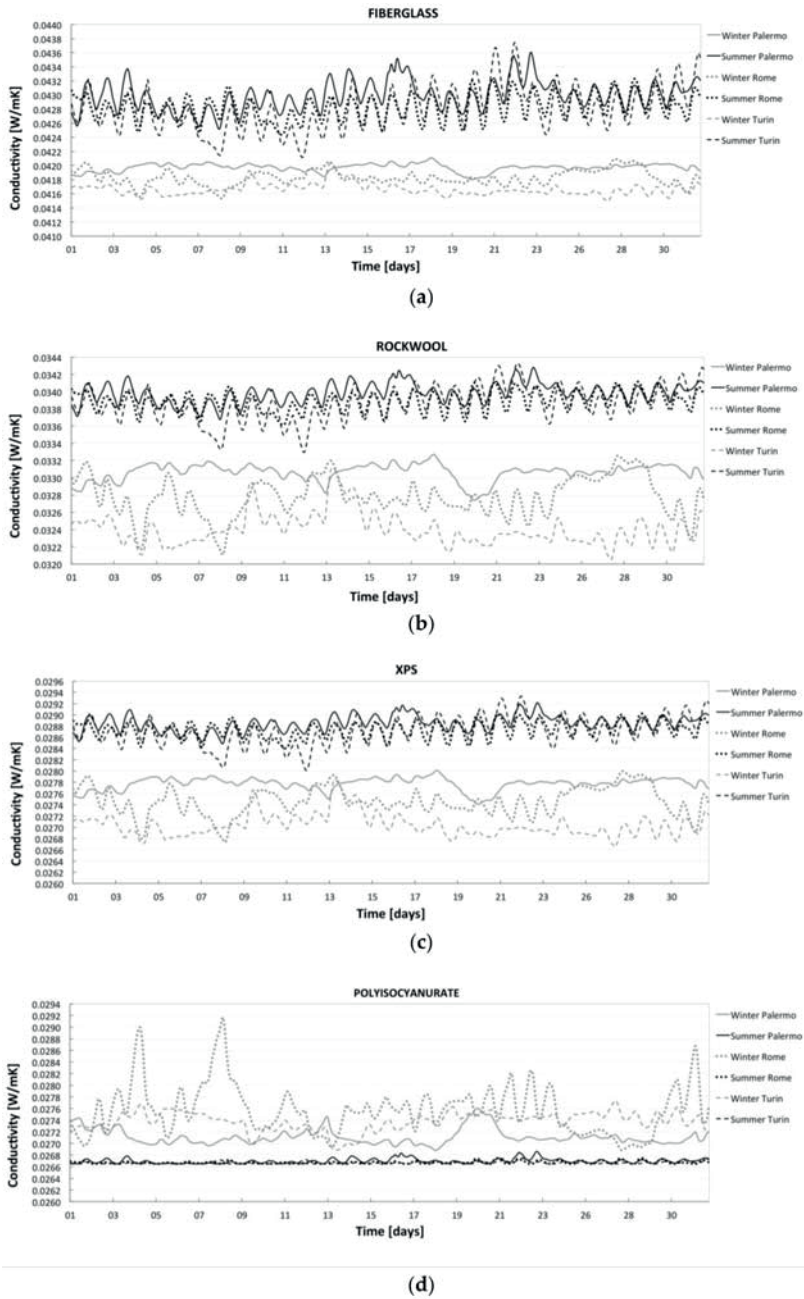 FIBERGLASS
0.0440
0.0438
0.0436
0.0434
0.0432
0.0430
0.0428
0.0426
0.0424
0.0422
0.0420
0.0418
0.0416
0.0414
0.0412
0.0410
Conductivity [W/mK]
01 03 05 07 09 11 13 15 17 19 21 23 26 28 30
Time [days]
Winter Palermo
Summer Palermo
Winter Rome
Summer Rome
Winter Turin
Summer Turin
(a)
ROCKWOOL
0.0344
0.0342
0.0340
0.0338
0.0336
0.0334
0.0332
0.0330
0.0328
0.0326
0.0324
0.0322
0.0320
Conductivity [W/mK]
01 03 05 07 09 11 13 15 17 19 21 23 26 28 30
Time [days]
Winter Palermo
Summer Palermo
Winter Rome
Summer Rome
Winter Turin
Summer Turin
(b)
XPS
0.0296
0.0294
0.0292
0.0290
0.0288
0.0286
0.0284
0.0282
0.0280
0.0278
0.0276
0.0274
0.0272
0.0270
0.0268
0.0266
0.0264
0.0262
0.0260
Conductivity [W/mK]
01 03 05 07 09 11 13 15 17 19 21 23 26 28 30
Time [days]
Winter Palermo
Summer Palermo
Winter Rome
Summer Rome
Winter Turin
Summer Turin
(c)
POLYISOCYANURATE
0.0294
0.0292
0.0290
0.0288
0.0286
0.0284
0.0282
0.0280
0.0278
0.0276
0.0274
0.0272
0.0270
0.0268
0.0266
0.0264
0.0262
0.0260
Conductivity [W/mK]
01 03 05 07 09 11 13 15 17 19 21 23 26 28 30
Time [days]
Winter Palermo
Summer Palermo
Winter Rome
Summer Rome
Winter Turin
Summer Turin
(d)